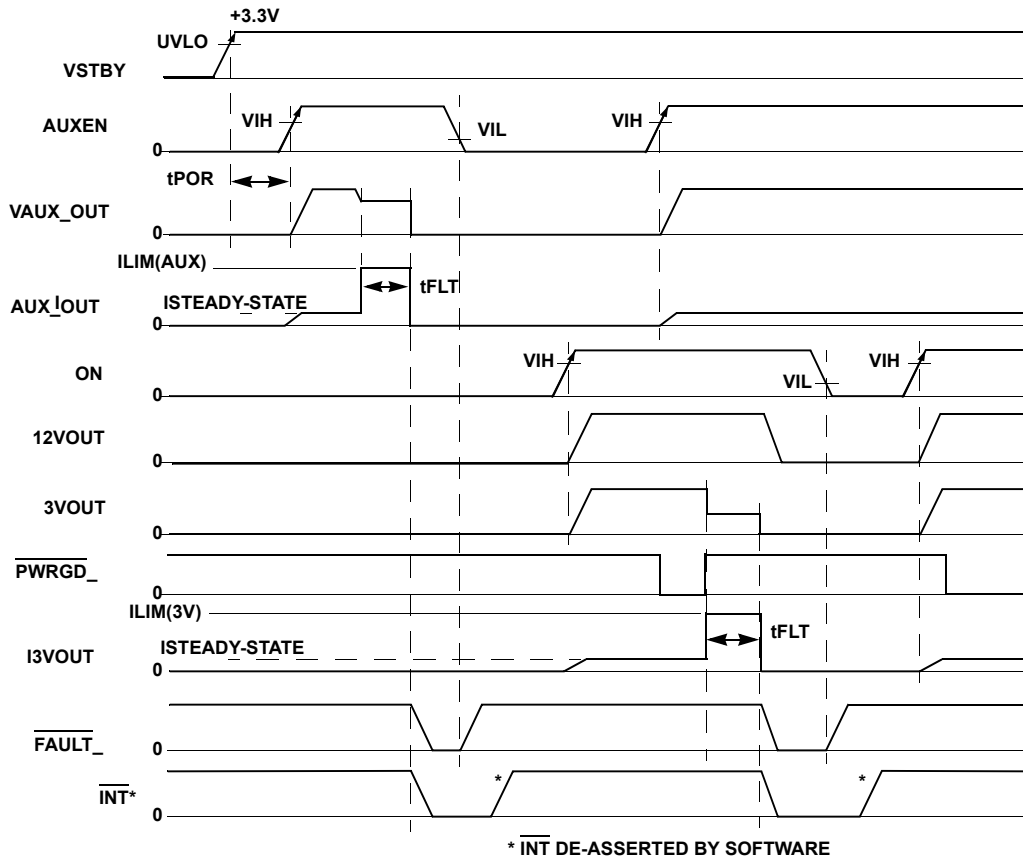 +3.3V
UVLO
VSTBY
VIH
AUXEN
VIL
VIH
0
tPOR
VAUX_OUT
0
ILIM(AUX)
tFLT
ISTEADY-STATE
AUX_IOUT
0
VIH
VIH
ON
VIL
0
12VOUT
0
3VOUT
0
PWRGD_
0
ILIM(3V)
tFLT
ISTEADY-STATE
I3VOUT
0
FAULT_
0
* *
INT*
0
* INT DE-ASSERTED BY SOFTWARE